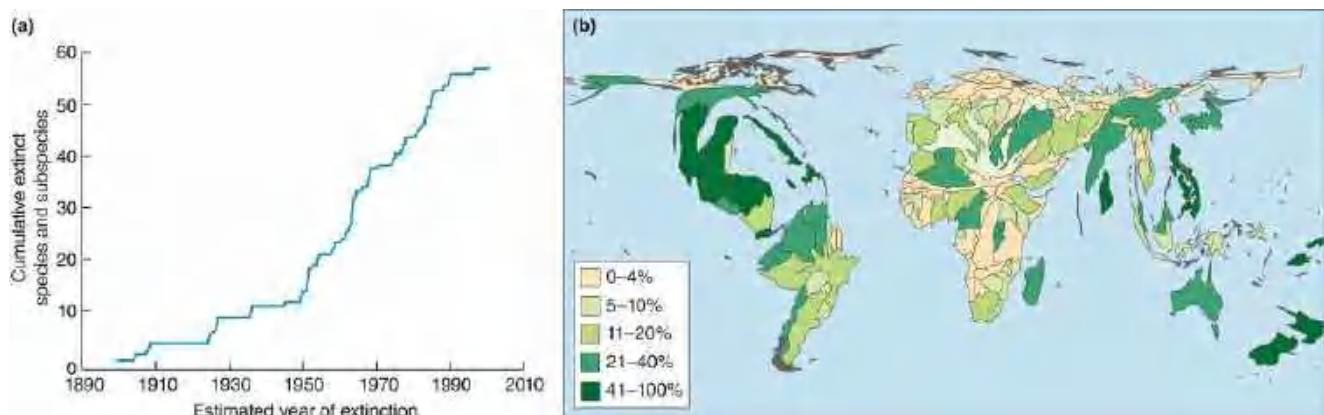 (a)
60
50
40
30
20
10
0
Cumulative extinct
species and subspecies
1890 1910 1930 1950 1970 1990 2010
Estimated year of extinction
(b)
0–4%
5–10%
11–20%
21–40%
41–100%